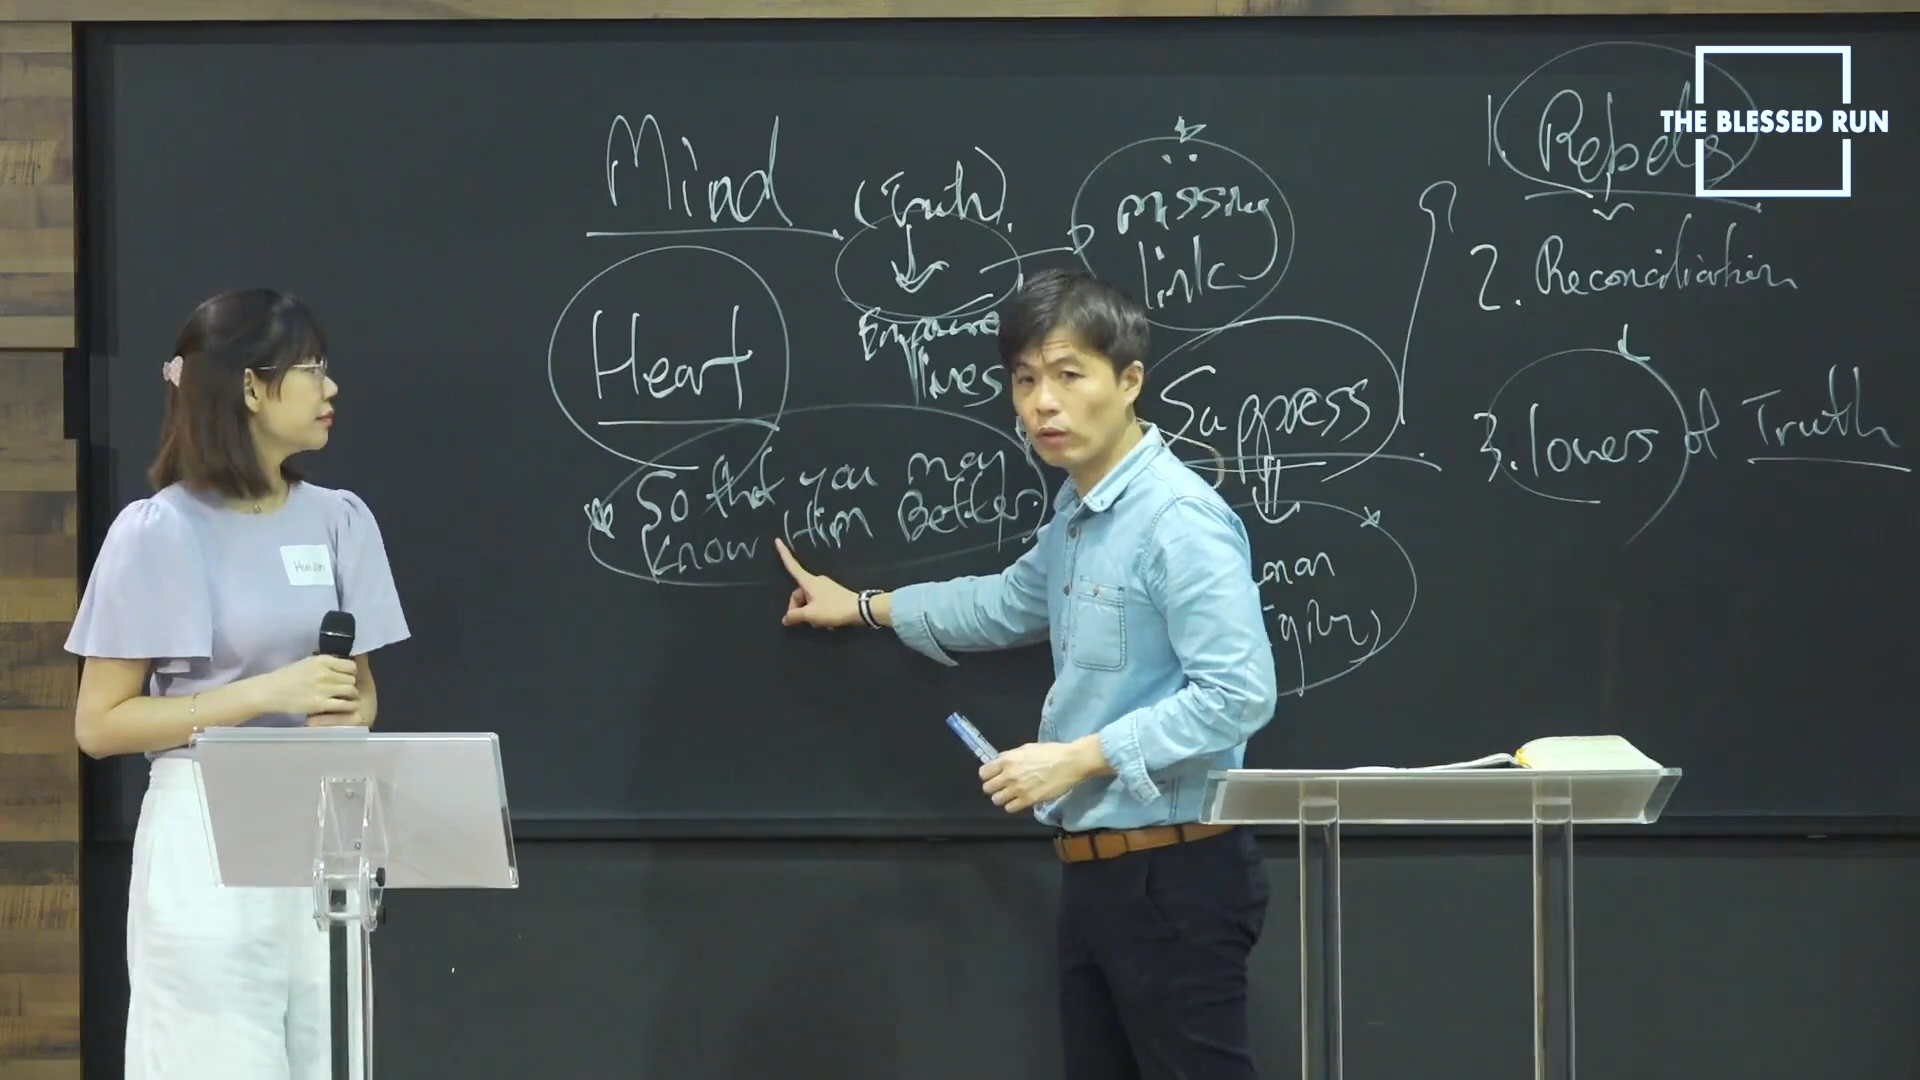 Mind
(Truth).
missing
link
Heart
lives
Suppress
So that you may
know Him Better.
1. Rebels
2. Reconciliation
3. lovers of Truth
THE BLESSED RUN